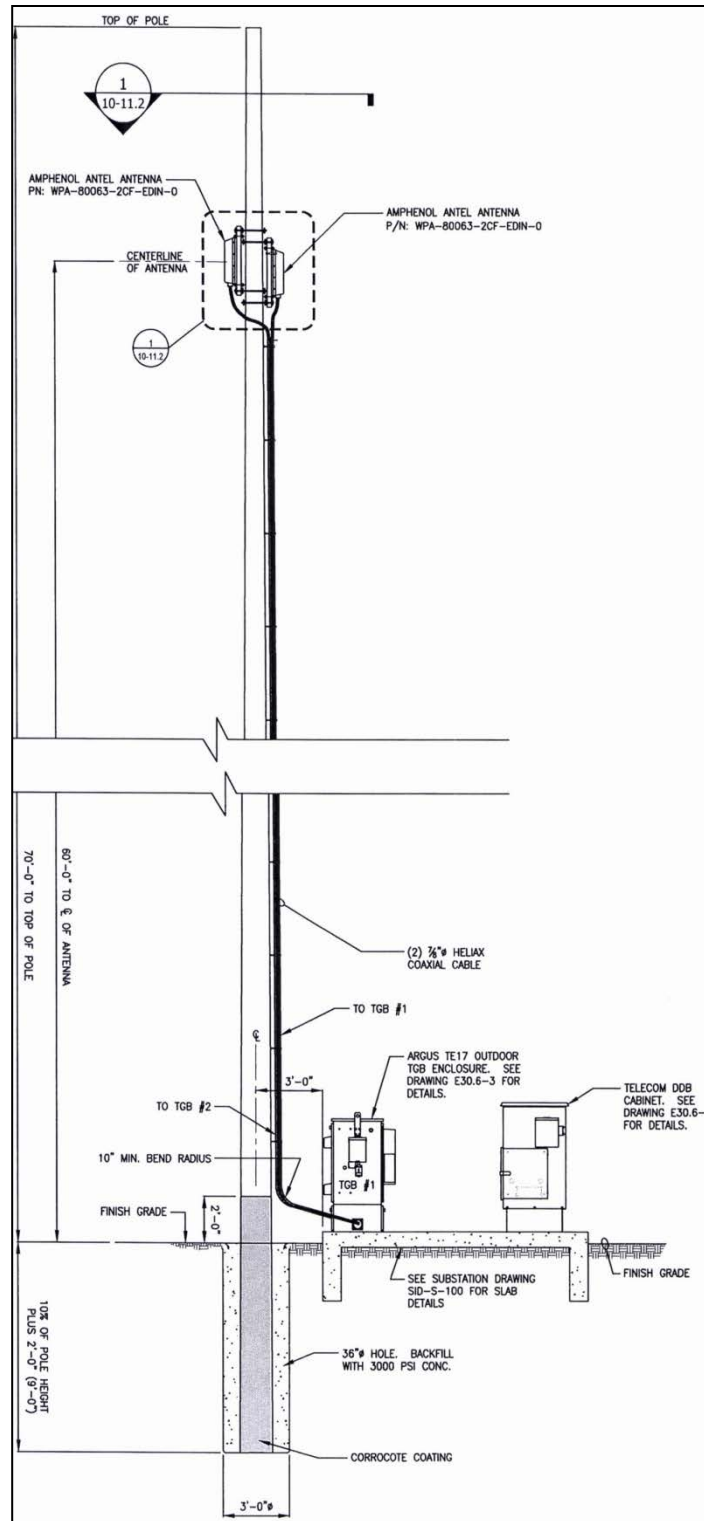 TOP OF POLE
1
10-11.2
AMPHENOL ANTEL ANTENNA
PN: WPA-80063-2CF-EDIN-0
AMPHENOL ANTEL ANTENNA
P/N: WPA-80063-2CF-EDIN-0
CENTERLINE
OF ANTENNA
1
10-11.2
70'-0" TO TOP OF POLE
60'-0" TO ℄ OF ANTENNA
(2) 7/8"ø HELIAX
COAXIAL CABLE
TO TGB #1
℄
3'-0"
ARGUS TE17 OUTDOOR
TGB ENCLOSURE. SEE
DRAWING E30.6-3 FOR
DETAILS.
TELECOM DDB
CABINET. SEE
DRAWING E30.6-
FOR DETAILS.
TO TGB #2
10" MIN. BEND RADIUS
TGB #1
FINISH GRADE
2'-0"
FINISH GRADE
SEE SUBSTATION DRAWING
SID-S-100 FOR SLAB
DETAILS
10% OF POLE HEIGHT
PLUS 2'-0" (9'-0")
36"ø HOLE. BACKFILL
WITH 3000 PSI CONC.
CORROCOTE COATING
3'-0"ø